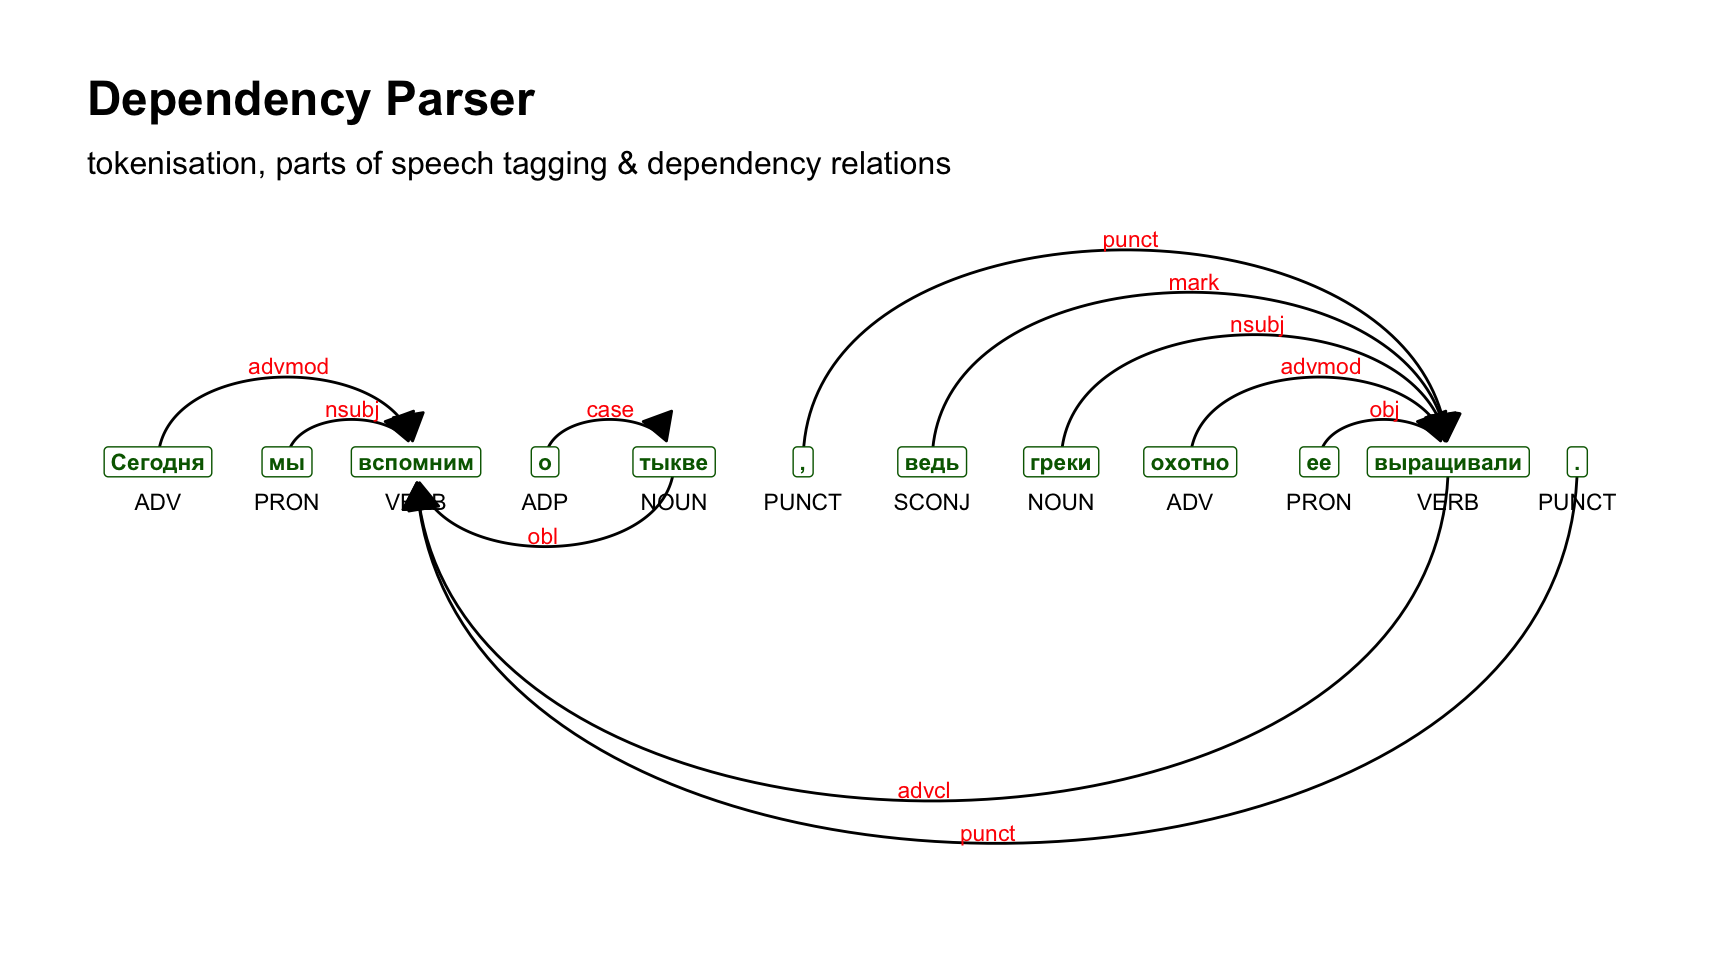 Dependency Parser
tokenisation, parts of speech tagging & dependency relations
punct
mark
nsubj
advmod advmod
nsubj case obj
Сегодня мы вспомним о тыкве , ведь греки охотно ее выращивали .
ADV PRON VERB ADP NOUN PUNCT SCONJ NOUN ADV PRON VERB PUNCT
obl
advcl
punct